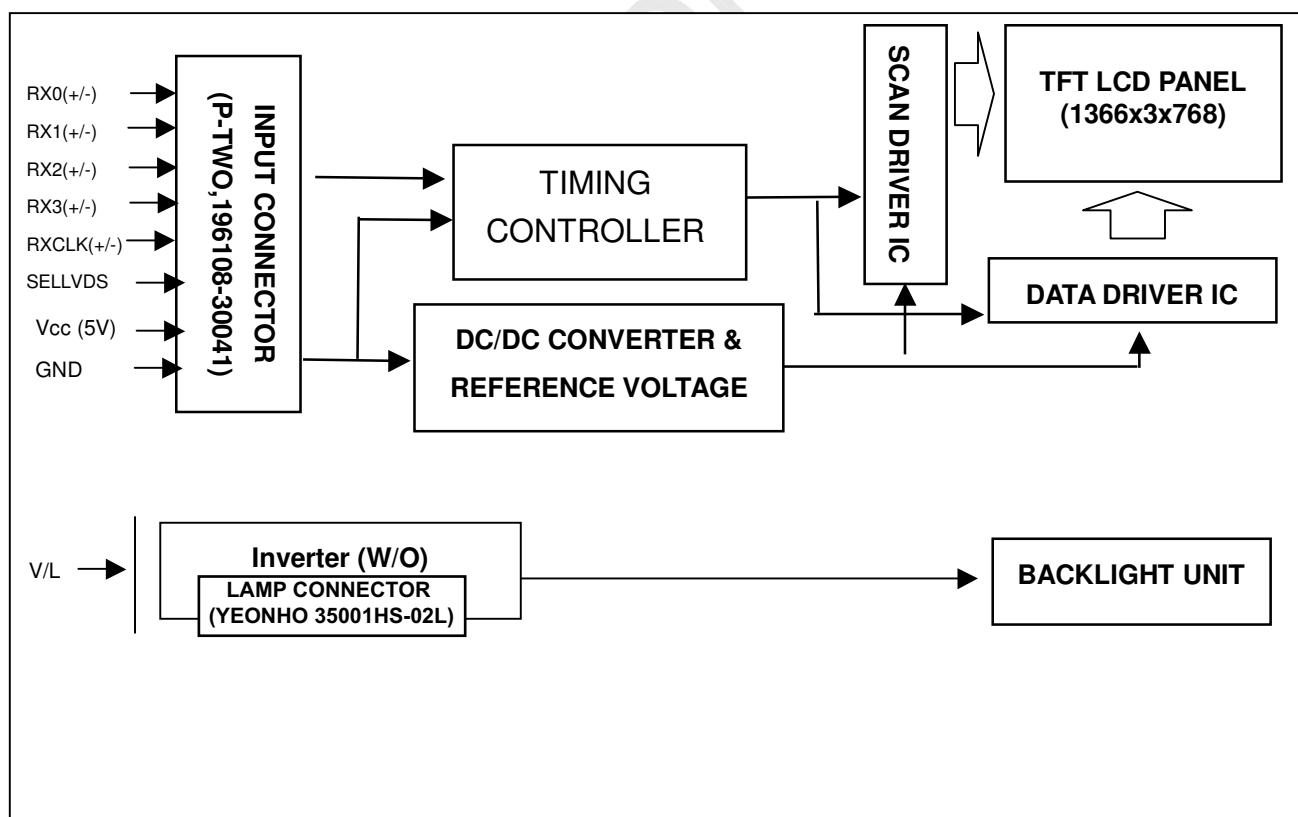 RX0(+/-)
RX1(+/-)
RX2(+/-)
RX3(+/-)
RXCLK(+/-)
SELLVDS
Vcc (5V)
GND
INPUT CONNECTOR
(P-TWO,196108-30041)
TIMING
CONTROLLER
DC/DC CONVERTER &
REFERENCE VOLTAGE
SCAN DRIVER IC
TFT LCD PANEL
(1366x3x768)
DATA DRIVER IC
V/L
Inverter (W/O)
LAMP CONNECTOR
(YEONHO 35001HS-02L)
BACKLIGHT UNIT